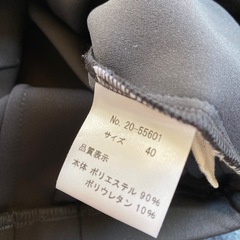 No. 20-55601
サイズ 40
品質表示
本体 ポリエステル 90%
ポリウレタン 10%